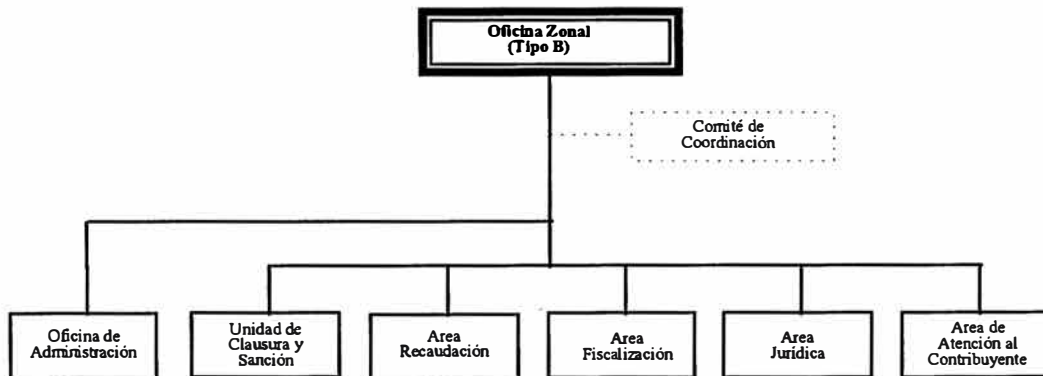 Oficina Zonal
(Tipo B)
Comité de
Coordinación
Oficina de
Administración
Unidad de
Clausura y
Sanción
Area
Recaudación
Area
Fiscalización
Area
Jurídica
Area de
Atención al
Contribuyente